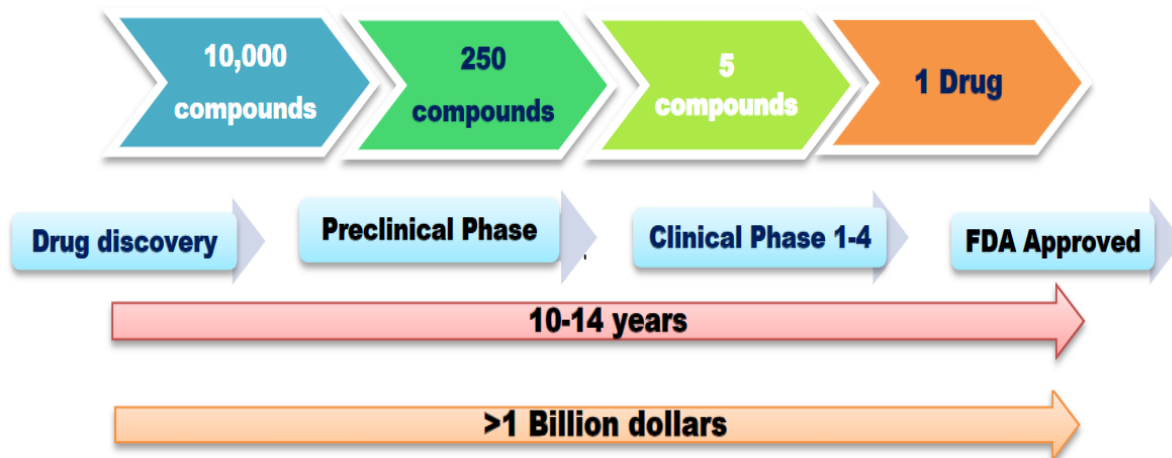 10,000
compounds
250
compounds
5
compounds
1 Drug
Drug discovery
Preclinical Phase
Clinical Phase 1-4
FDA Approved
10-14 years
>1 Billion dollars